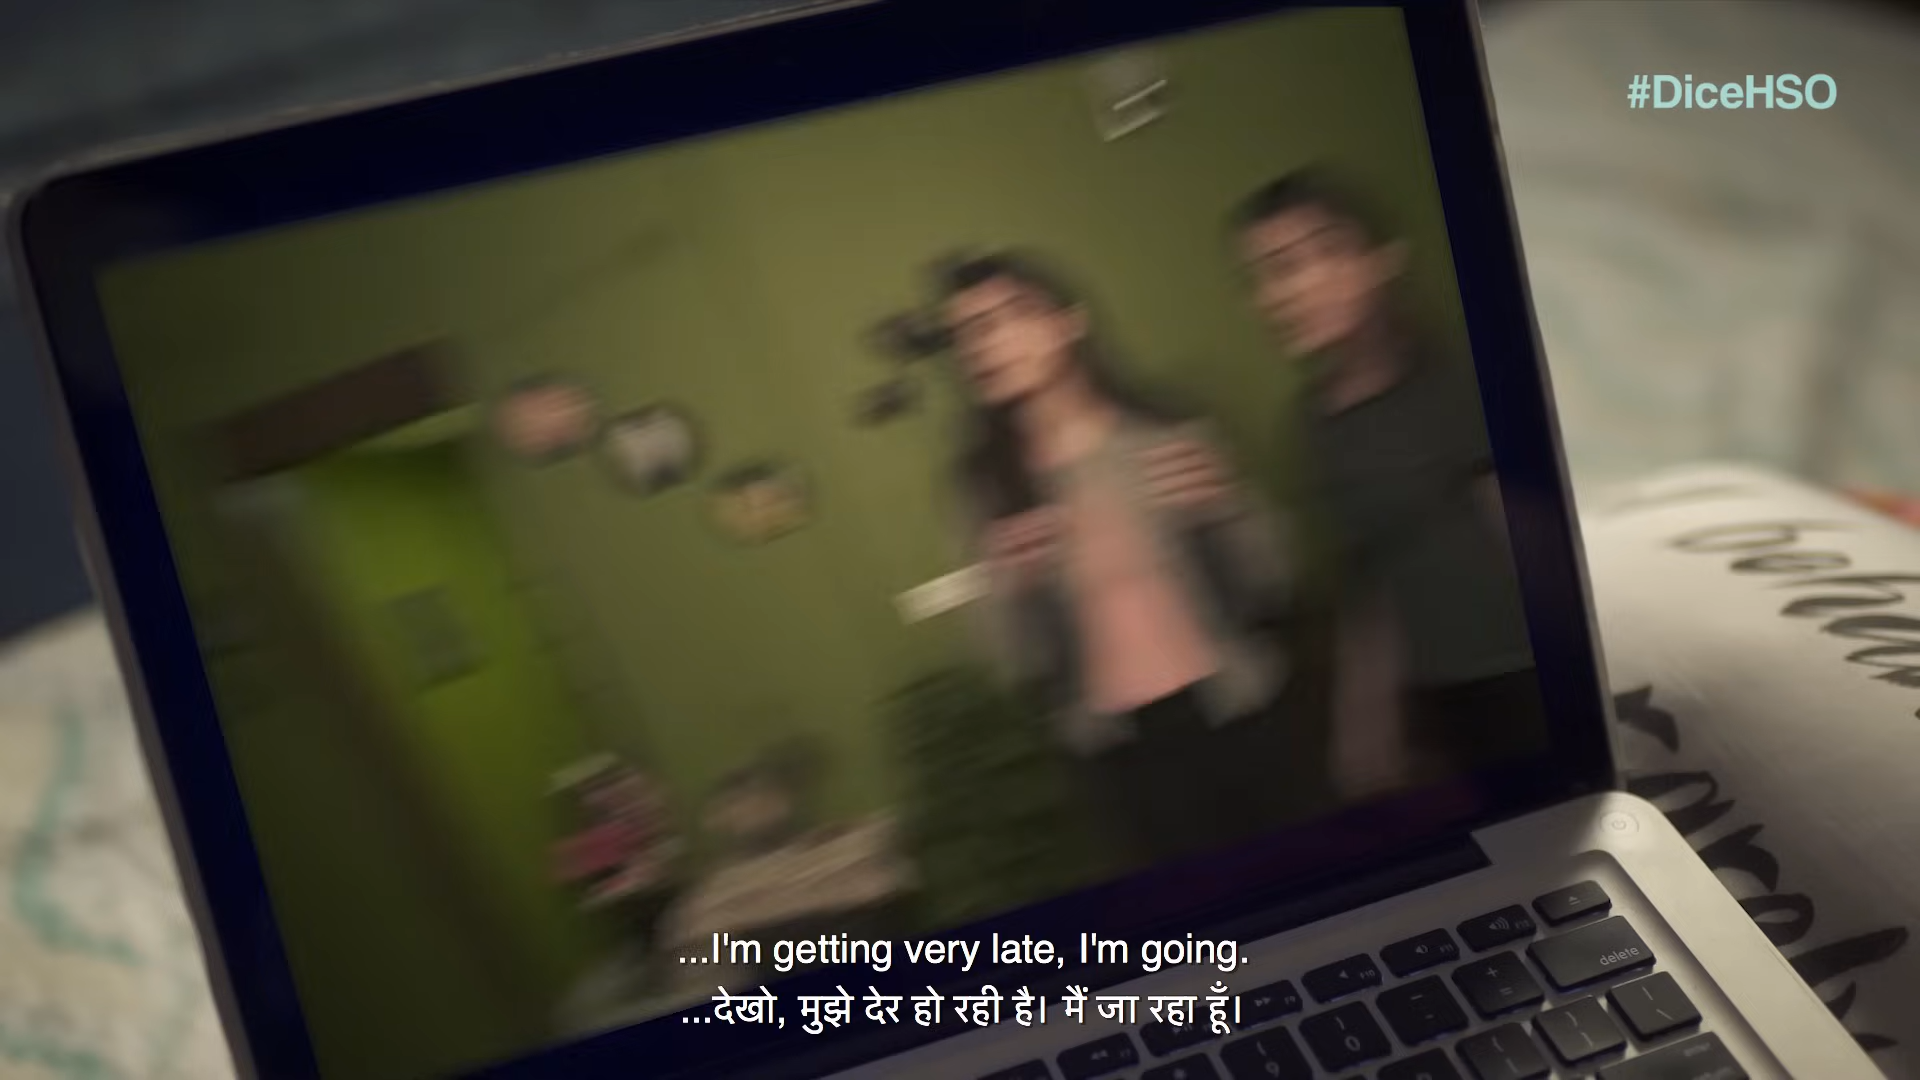 #DiceHSO
...I'm getting very late, I'm going.
...देखो, मुझे देर हो रही है। मैं जा रहा हूँ।
delete